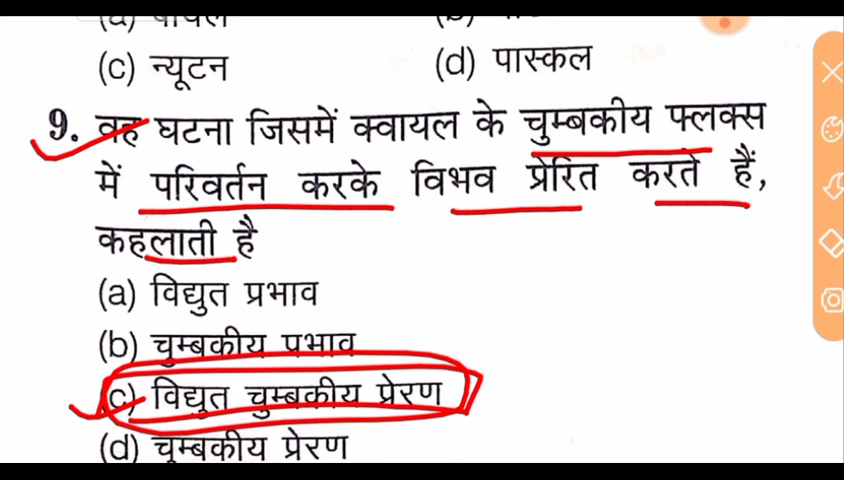 (c) न्यूटन (d) पास्कल
9. वह घटना जिसमें क्वायल के चुम्बकीय फ्लक्स
में परिवर्तन करके विभव प्रेरित करते हैं,
कहलाती है
(a) विद्युत प्रभाव
(b) चुम्बकीय प्रभाव
(c) विद्युत चुम्बकीय प्रेरण
(d) चुम्बकीय प्रेरण